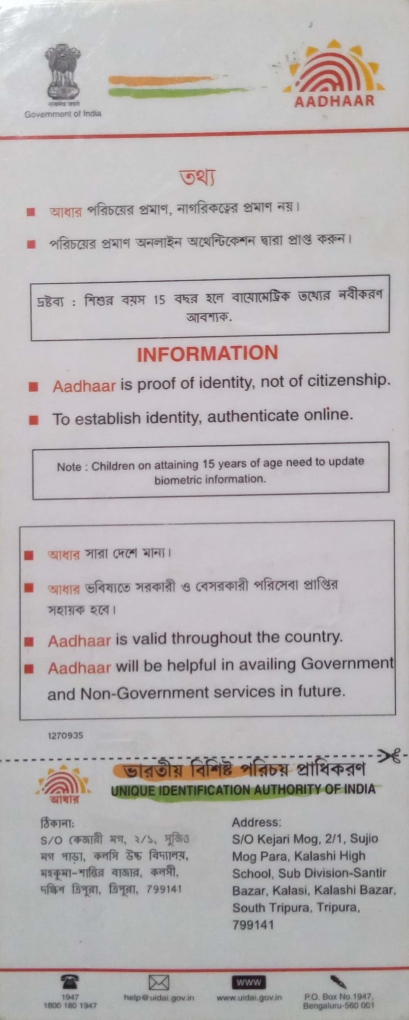 सत्यमेव जयते
Government of India
AADHAAR
তথ্য
আধার পরিচয়ের প্রমাণ, নাগরিকত্বের প্রমাণ নয়।
পরিচয়ের প্রমাণ অনলাইন অথেন্টিকেশন দ্বারা প্রাপ্ত করুন।
দ্রষ্টব্য : শিশুর বয়স 15 বছর হলে বায়োমেট্রিক তথ্যের নবীকরণ
আবশ্যক.
INFORMATION
Aadhaar is proof of identity, not of citizenship.
To establish identity, authenticate online.
Note : Children on attaining 15 years of age need to update
biometric information.
আধার সারা দেশে মান্য।
আধার ভবিষ্যতে সরকারী ও বেসরকারী পরিসেবা প্রাপ্তির
সহায়ক হবে।
Aadhaar is valid throughout the country.
Aadhaar will be helpful in availing Government
and Non-Government services in future.
1270935
ভারতীয় বিশিষ্ট পরিচয় প্রাধিকরণ
আধার
UNIQUE IDENTIFICATION AUTHORITY OF INDIA
ঠিকানা:
S/O কেজারী মগ, ২/১, সুজিও
মগ পাড়া, কলসি উচ্চ বিদ্যালয়,
মহকুমা-শান্তির বাজার, কলসী,
দক্ষিন ত্রিপুরা, ত্রিপুরা, 799141
Address:
S/O Kejari Mog, 2/1, Sujio
Mog Para, Kalashi High
School, Sub Division-Santir
Bazar, Kalasi, Kalashi Bazar,
South Tripura, Tripura,
799141
1947
1800 180 1947
help@uidai.gov.in
www
www.uidai.gov.in
P.O. Box No.1947,
Bengaluru-560 001